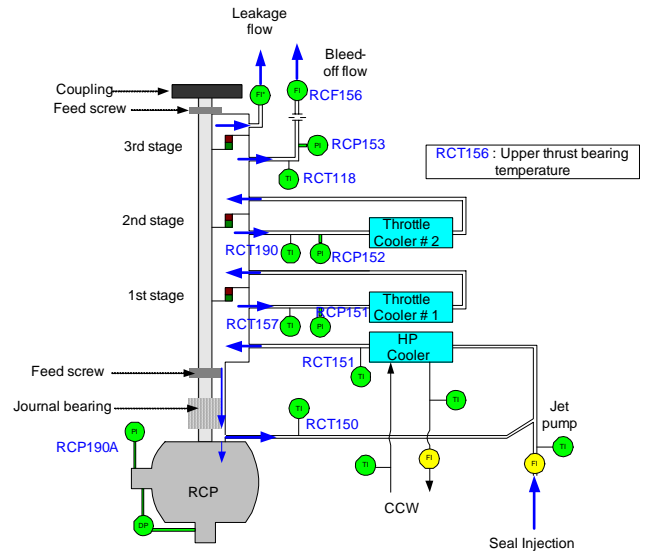 Leakage
flow
Bleed-
off flow
Coupling
FI*
FI
RCF156
Feed screw
3rd stage
PI
RCP153
RCT156 : Upper thrust bearing
temperature
TI
RCT118
2nd stage
Throttle
Cooler # 2
RCT190
TI
PI
RCP152
1st stage
RCP151
Throttle
Cooler # 1
RCT157
TI
PI
HP
Cooler
RCT151
TI
Feed screw
TI
Journal bearing
TI
RCT150
Jet
pump
PI
RCP190A
TI
TI
FI
FI
RCP
DP
CCW
Seal Injection